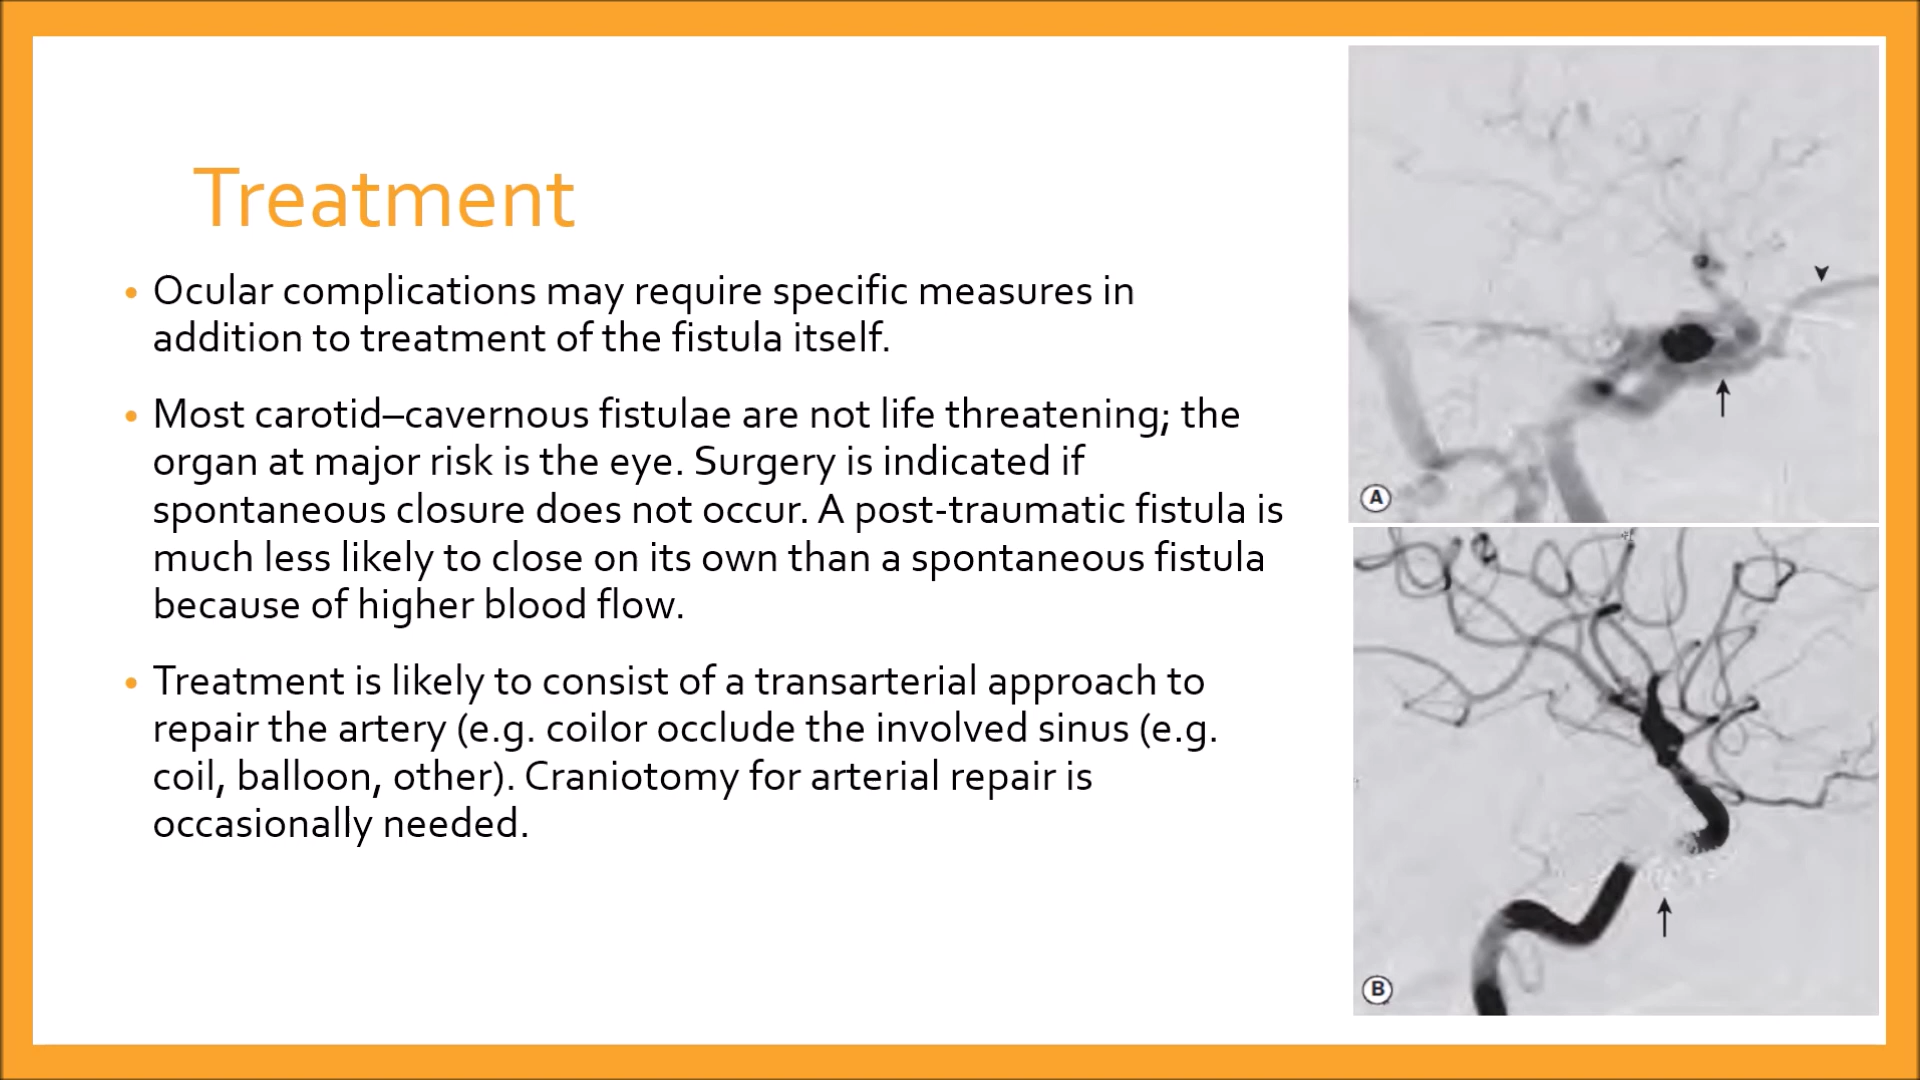 Treatment
• Ocular complications may require specific measures in
addition to treatment of the fistula itself.
• Most carotid–cavernous fistulae are not life threatening; the
organ at major risk is the eye. Surgery is indicated if
spontaneous closure does not occur. A post-traumatic fistula is
much less likely to close on its own than a spontaneous fistula
because of higher blood flow.
• Treatment is likely to consist of a transarterial approach to
repair the artery (e.g. coilor occlude the involved sinus (e.g.
coil, balloon, other). Craniotomy for arterial repair is
occasionally needed.
A
B